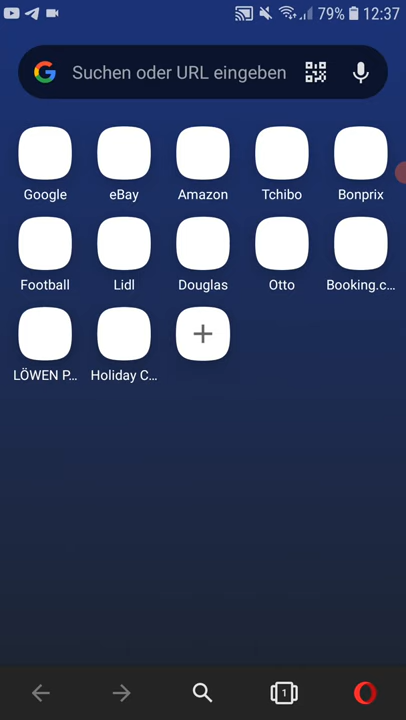 79% 12:37
Suchen oder URL eingeben
Google eBay Amazon Tchibo Bonprix
Football Lidl Douglas Otto Booking.c...
LÖWEN P... Holiday C...
1